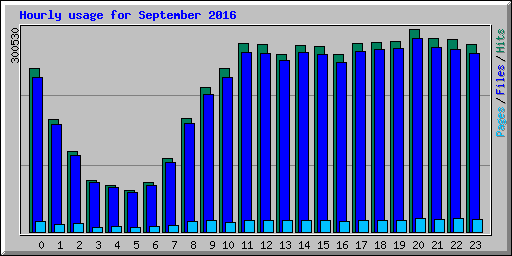 Hourly usage for September 2016
300530
Pages/Files/Hits
0 1 2 3 4 5 6 7 8 9 10 11 12 13 14 15 16 17 18 19 20 21 22 23